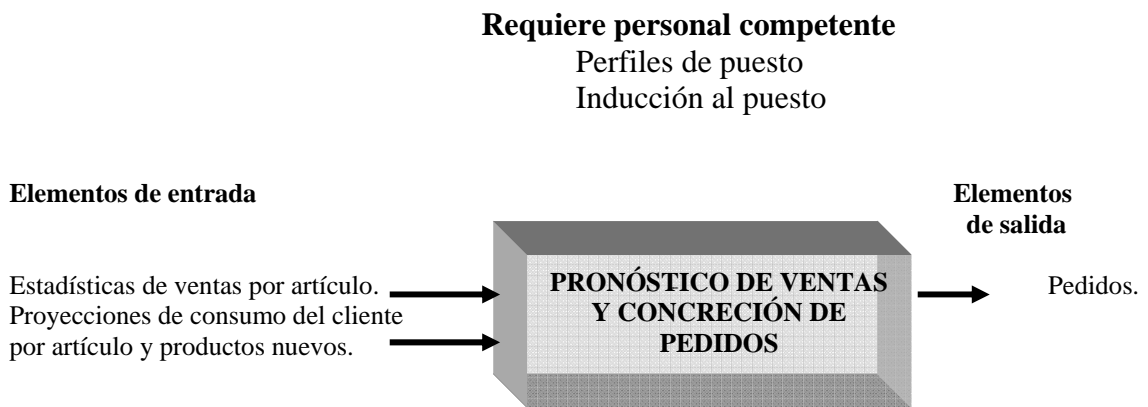 Requiere personal competente
Perfiles de puesto
Inducción al puesto
Elementos de entrada
Elementos
de salida
Estadísticas de ventas por artículo.
Proyecciones de consumo del cliente
por artículo y productos nuevos.
PRONÓSTICO DE VENTAS
Y CONCRECIÓN DE
PEDIDOS
Pedidos.